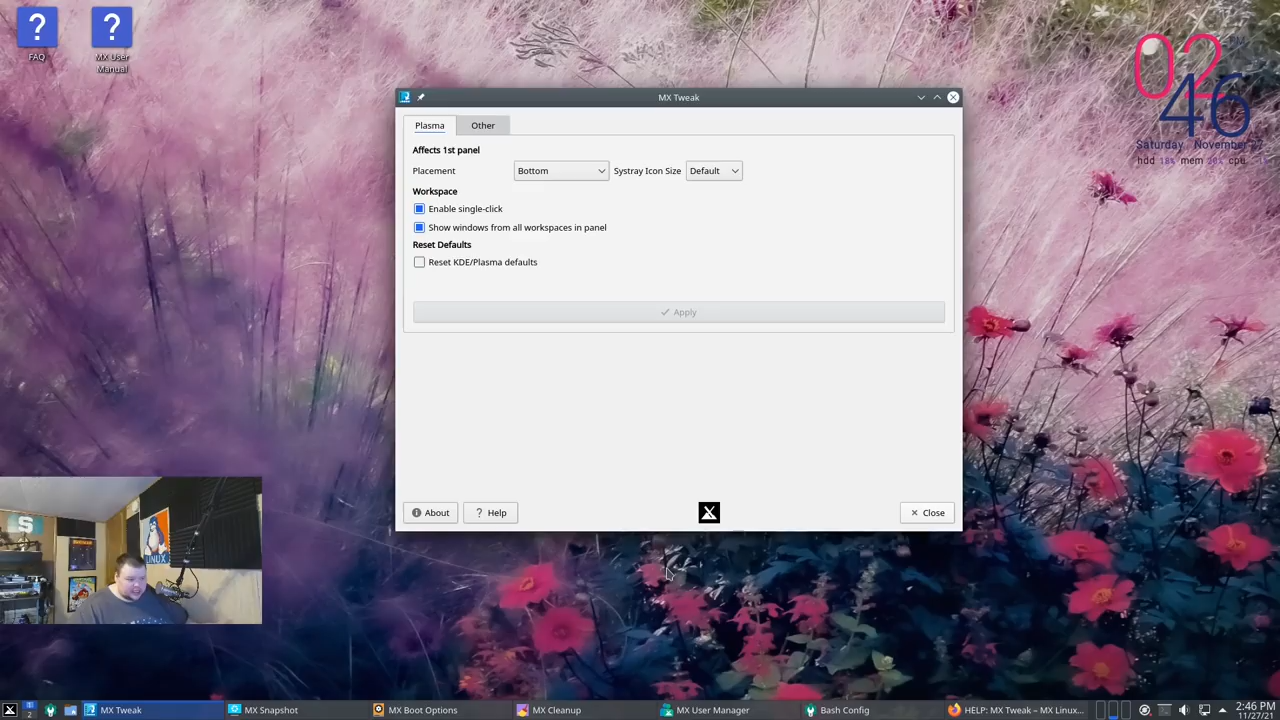 FAQ
MX User
Manual
MX Tweak
Plasma
Other
Affects 1st panel
Placement
Bottom
Systray Icon Size
Default
Workspace
Enable single-click
Show windows from all workspaces in panel
Reset Defaults
Reset KDE/Plasma defaults
Apply
About
? Help
Close
02
46
Saturday November
hdd 18% mem 20% cpu
LINUX
MX Tweak
MX Snapshot
MX Boot Options
MX Cleanup
MX User Manager
Bash Config
HELP: MX Tweak – MX Linux...
2:46 PM
11/27/21